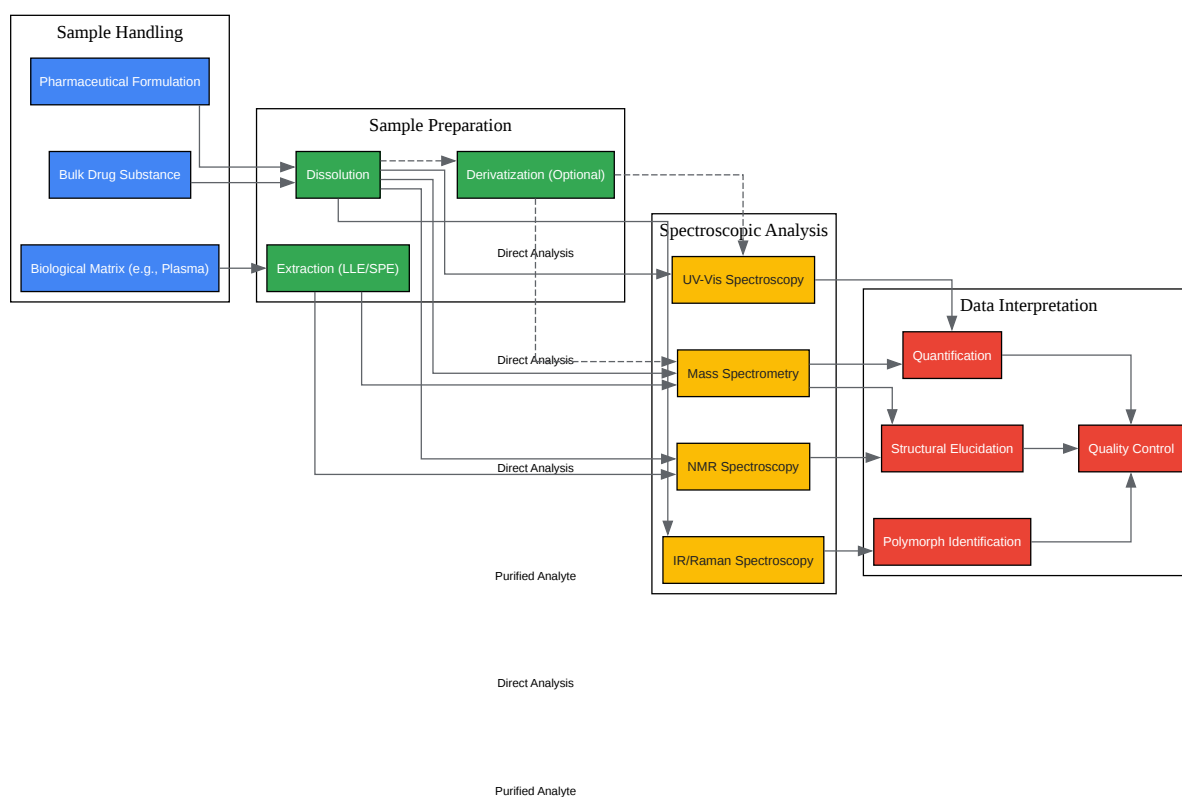 Sample Handling
Pharmaceutical Formulation
Bulk Drug Substance
Biological Matrix (e.g., Plasma)
Sample Preparation
Dissolution
Derivatization (Optional)
Extraction (LLE/SPE)
Direct Analysis
Direct Analysis
Direct Analysis
Purified Analyte
Direct Analysis
Purified Analyte
Spectroscopic Analysis
UV-Vis Spectroscopy
Mass Spectrometry
NMR Spectroscopy
IR/Raman Spectroscopy
Data Interpretation
Quantification
Structural Elucidation
Quality Control
Polymorph Identification